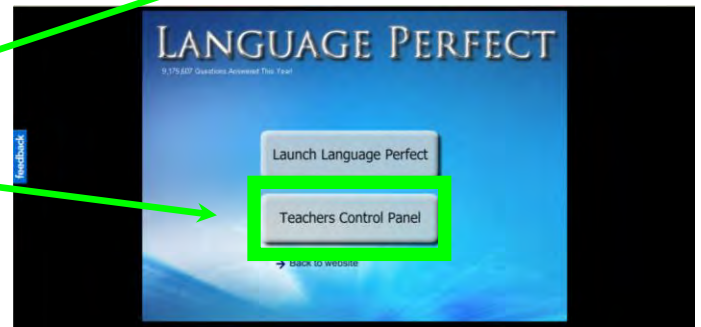 LANGUAGE PERFECT
9,175,607 Questions Answered This Year!
feedback
Launch Language Perfect
Teachers Control Panel
→ Back to website